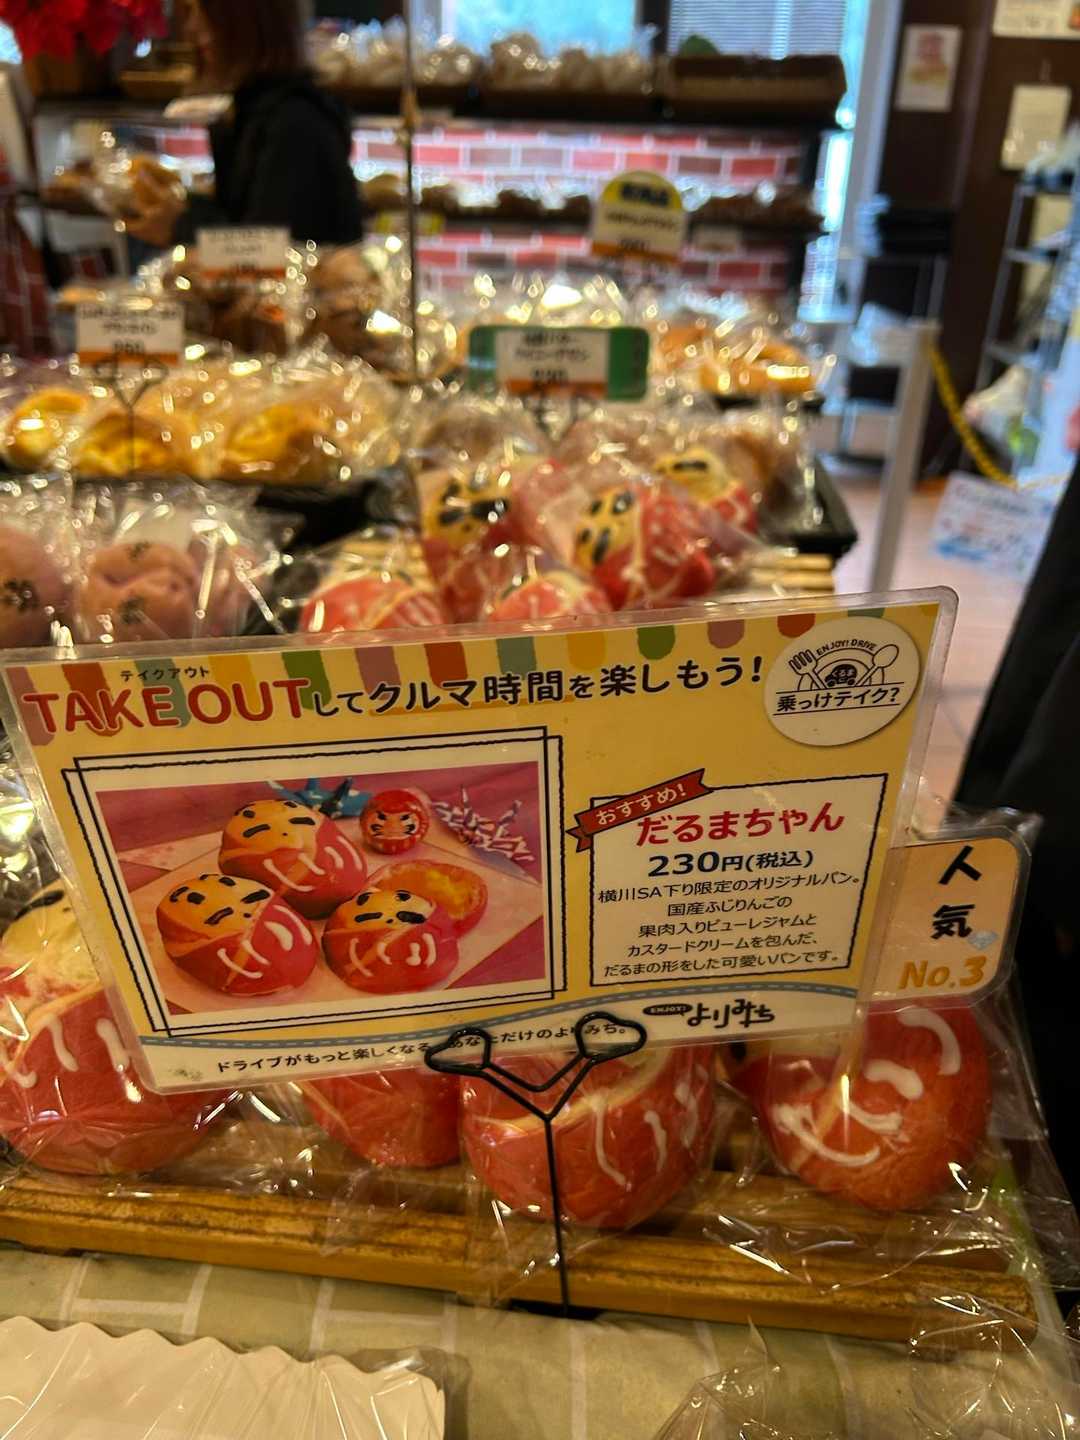 テイクアウト
TAKE OUTしてクルマ時間を楽しもう!
ENJOY! DRIVE
乗っけテイク?
おすすめ!
だるまちゃん
230円(税込)
横川SA下り限定のオリジナルパン。
国産ふじりんごの
果肉入りピューレジャムと
カスタードクリームを包んだ、
だるまの形をした可愛いパンです。
人
気
No.3
ENJOY! よりみち
ドライブがもっと楽しくなる、あなただけのよりみち。